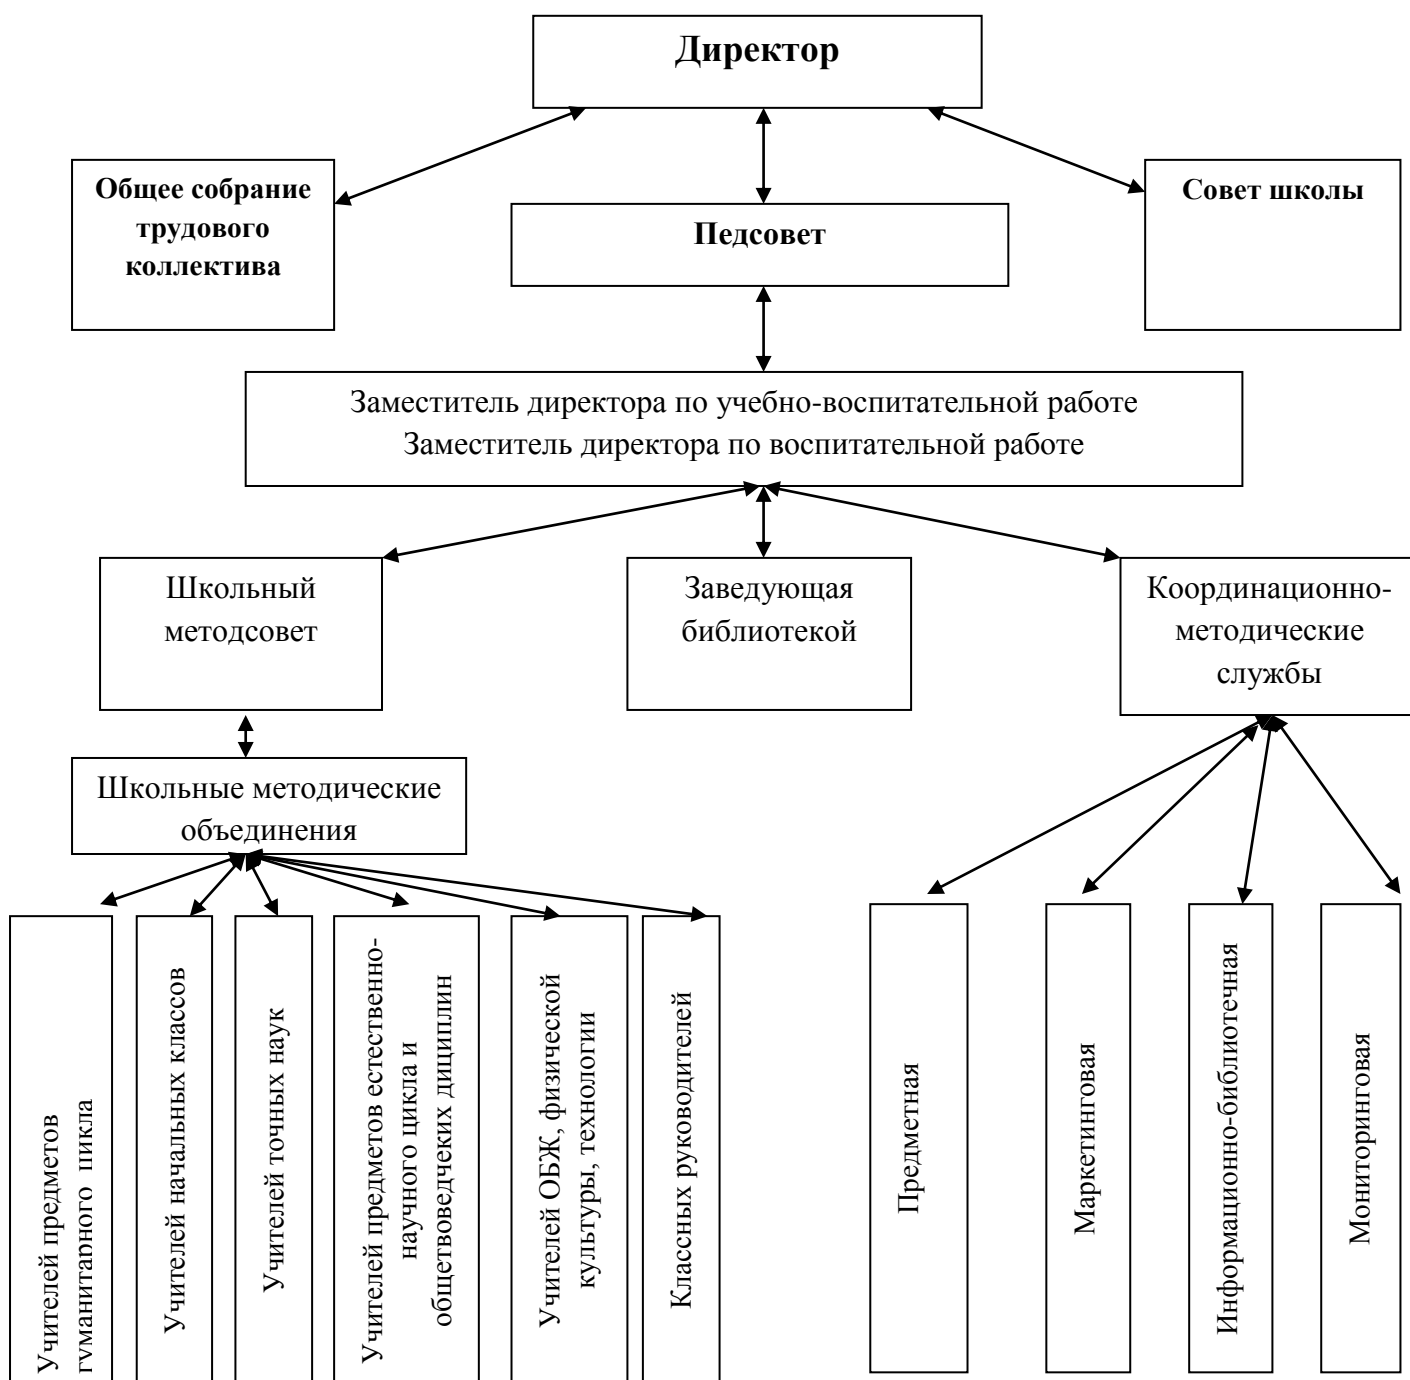 Директор
Общее собрание
трудового
коллектива
Педсовет
Совет школы
Заместитель директора по учебно-воспитательной работе
Заместитель директора по воспитательной работе
Школьный
методсовет
Заведующая
библиотекой
Координационно-
методические
службы
Школьные методические
объединения
Учителей предметов
гуманитарного цикла
Учителей начальных классов
Учителей точных наук
Учителей предметов естественно-
научного цикла и
общетвоведчеких дициплин
Учителей ОБЖ, физической
культуры, технологии
Классных руководителей
Предметная
Маркетинговая
Информационно-библиотечная
Мониторинговая